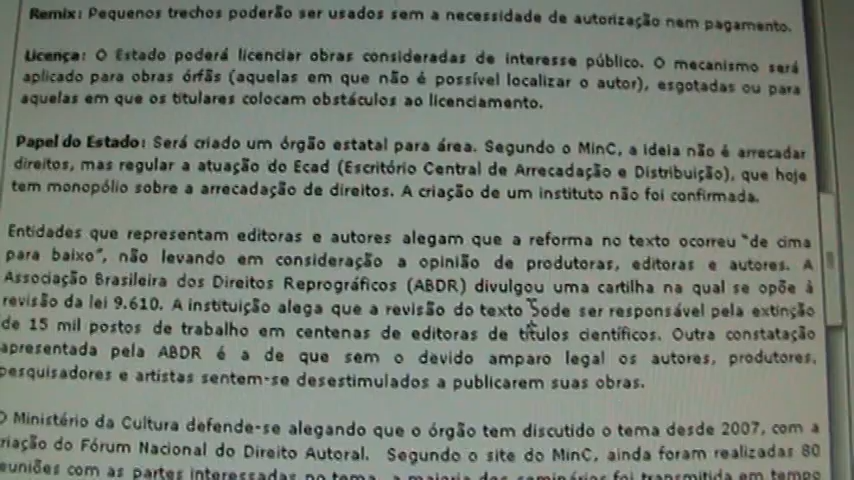 Remix: Pequenos trechos poderão ser usados sem a necessidade de autorização nem pagamento.
Licença: O Estado poderá licenciar obras consideradas de interesse público. O mecanismo será
aplicado para obras órfãs (aquelas em que não é possível localizar o autor), esgotadas ou para
aquelas em que os titulares colocam obstáculos ao licenciamento.
Papel do Estado: Será criado um órgão estatal para área. Segundo o MinC, a ideia não é arrecadar
direitos, mas regular a atuação do Ecad (Escritório Central de Arrecadação e Distribuição), que hoje
tem monopólio sobre a arrecadação de direitos. A criação de um instituto não foi confirmada.
Entidades que representam editoras e autores alegam que a reforma no texto ocorreu "de cima
para baixo", não levando em consideração a opinião de produtoras, editoras e autores. A
Associação Brasileira dos Direitos Reprográficos (ABDR) divulgou uma cartilha na qual se opõe à
revisão da lei 9.610. A instituição alega que a revisão do texto pode ser responsável pela extinção
de 15 mil postos de trabalho em centenas de editoras de títulos científicos. Outra constatação
apresentada pela ABDR é a de que sem o devido amparo legal os autores, produtores,
pesquisadores e artistas sentem-se desestimulados a publicarem suas obras.
O Ministério da Cultura defende-se alegando que o órgão tem discutido o tema desde 2007, com a
criação do Fórum Nacional do Direito Autoral. Segundo o site do MinC, ainda foram realizadas 80
reuniões com as partes interessadas no tema, a maioria dos seminários foi transmitida em tempo